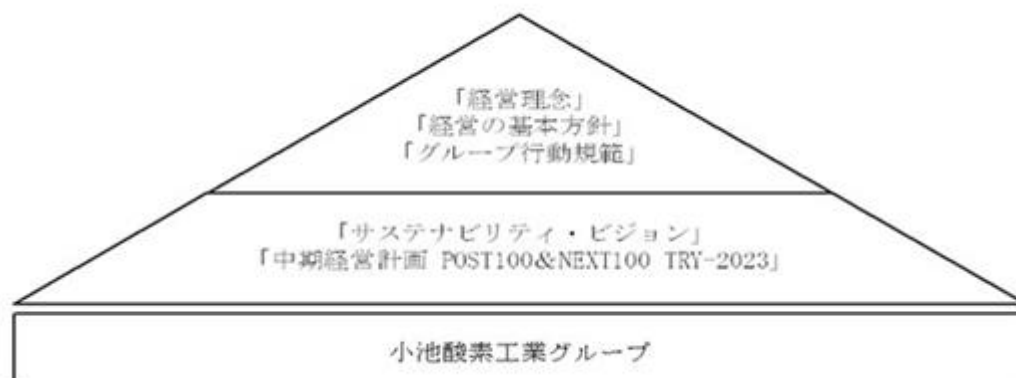 「経営理念」
「経営の基本方針」
「グループ行動規範」
「サステナビリティ・ビジョン」
「中期経営計画 POST100&NEXT100 TRY-2023」
小池酸素工業グループ